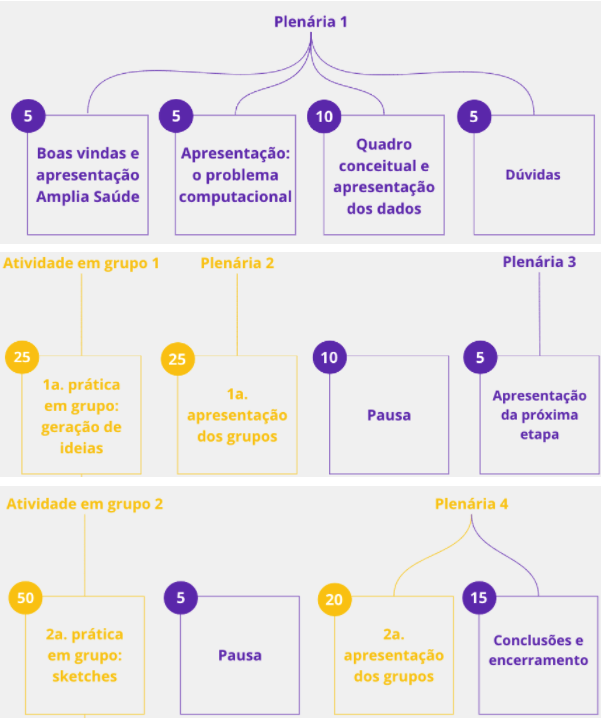 Plenária 1
5
Boas vindas e
apresentação
Amplia Saúde
5
Apresentação:
o problema
computacional
10
Quadro
conceitual e
apresentação
dos dados
5
Dúvidas
Atividade em grupo 1
25
1a. prática
em grupo:
geração de
ideias
Plenária 2
25
1a.
apresentação
dos grupos
10
Pausa
Plenária 3
5
Apresentação
da próxima
etapa
Atividade em grupo 2
50
2a. prática
em grupo:
sketches
5
Pausa
Plenária 4
20
2a.
apresentação
dos grupos
15
Conclusões e
encerramento